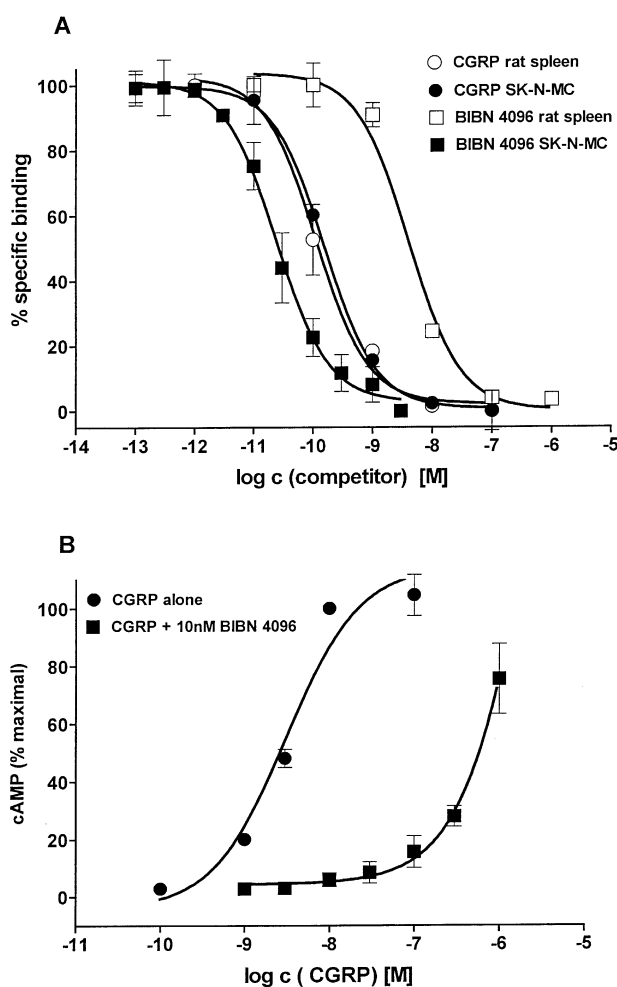 A
CGRP rat spleen
CGRP SK-N-MC
BIBN 4096 rat spleen
BIBN 4096 SK-N-MC
% specific binding
100
80
60
40
20
0
-14 -13 -12 -11 -10 -9 -8 -7 -6 -5
log c (competitor) [M]
B
CGRP alone
CGRP + 10nM BIBN 4096
cAMP (% maximal)
100
80
60
40
20
0
-11 -10 -9 -8 -7 -6 -5
log c ( CGRP) [M]